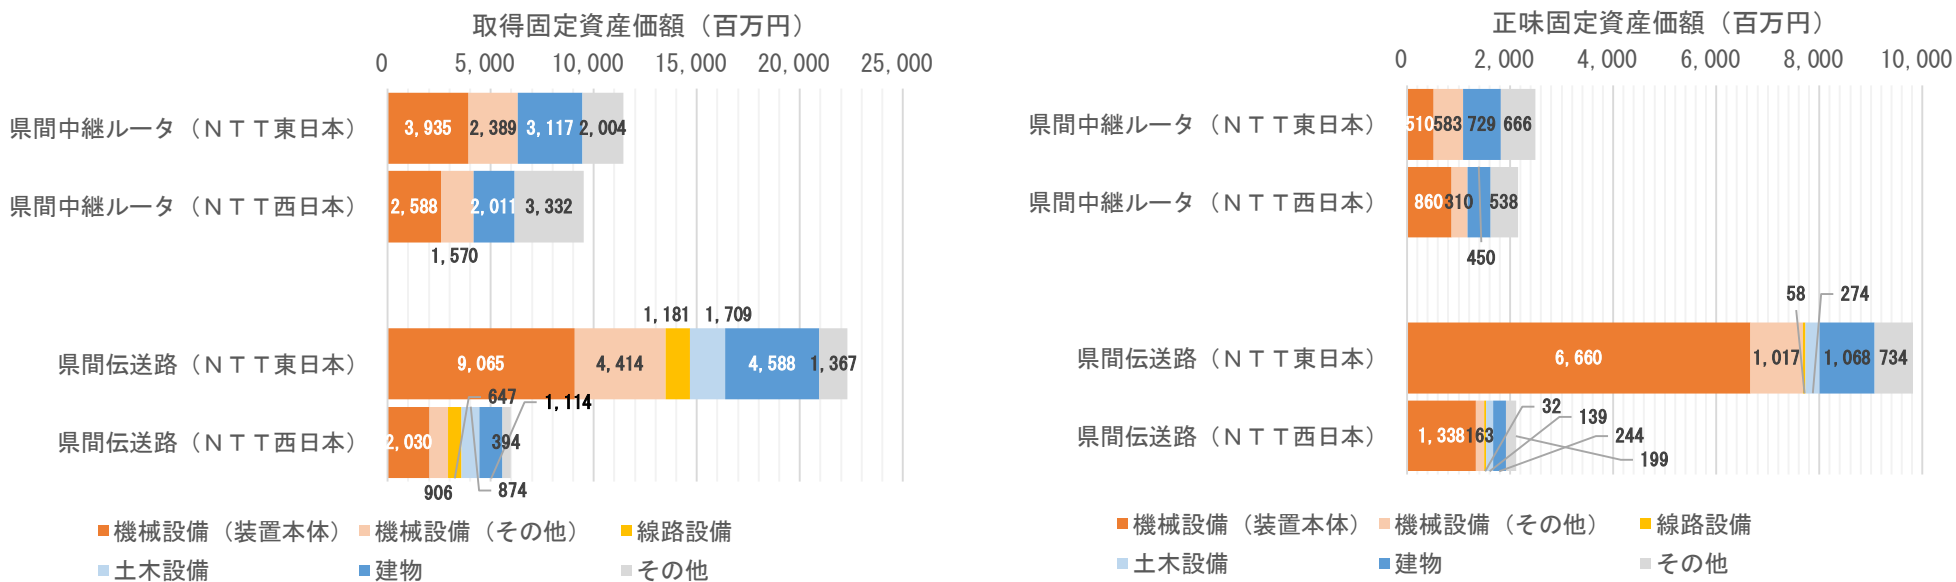 取得固定資産価額（百万円）
0 5,000 10,000 15,000 20,000 25,000
県間中継ルータ（ＮＴＴ東日本） 3,935 2,389 3,117 2,004
県間中継ルータ（ＮＴＴ西日本） 2,588 2,011 3,332
1,570
1,181 1,709
県間伝送路（ＮＴＴ東日本） 9,065 4,414 4,588 1,367
647 1,114
県間伝送路（ＮＴＴ西日本） 2,030 394
906 874
機械設備（装置本体） 機械設備（その他） 線路設備
土木設備 建物 その他
正味固定資産価額（百万円）
0 2,000 4,000 6,000 8,000 10,000
県間中継ルータ（ＮＴＴ東日本） 510 583 729 666
県間中継ルータ（ＮＴＴ西日本） 860 310 538
450
58 274
県間伝送路（ＮＴＴ東日本） 6,660 1,017 1,068 734
32
139
県間伝送路（ＮＴＴ西日本） 1,338 163 244
199
機械設備（装置本体） 機械設備（その他） 線路設備
土木設備 建物 その他